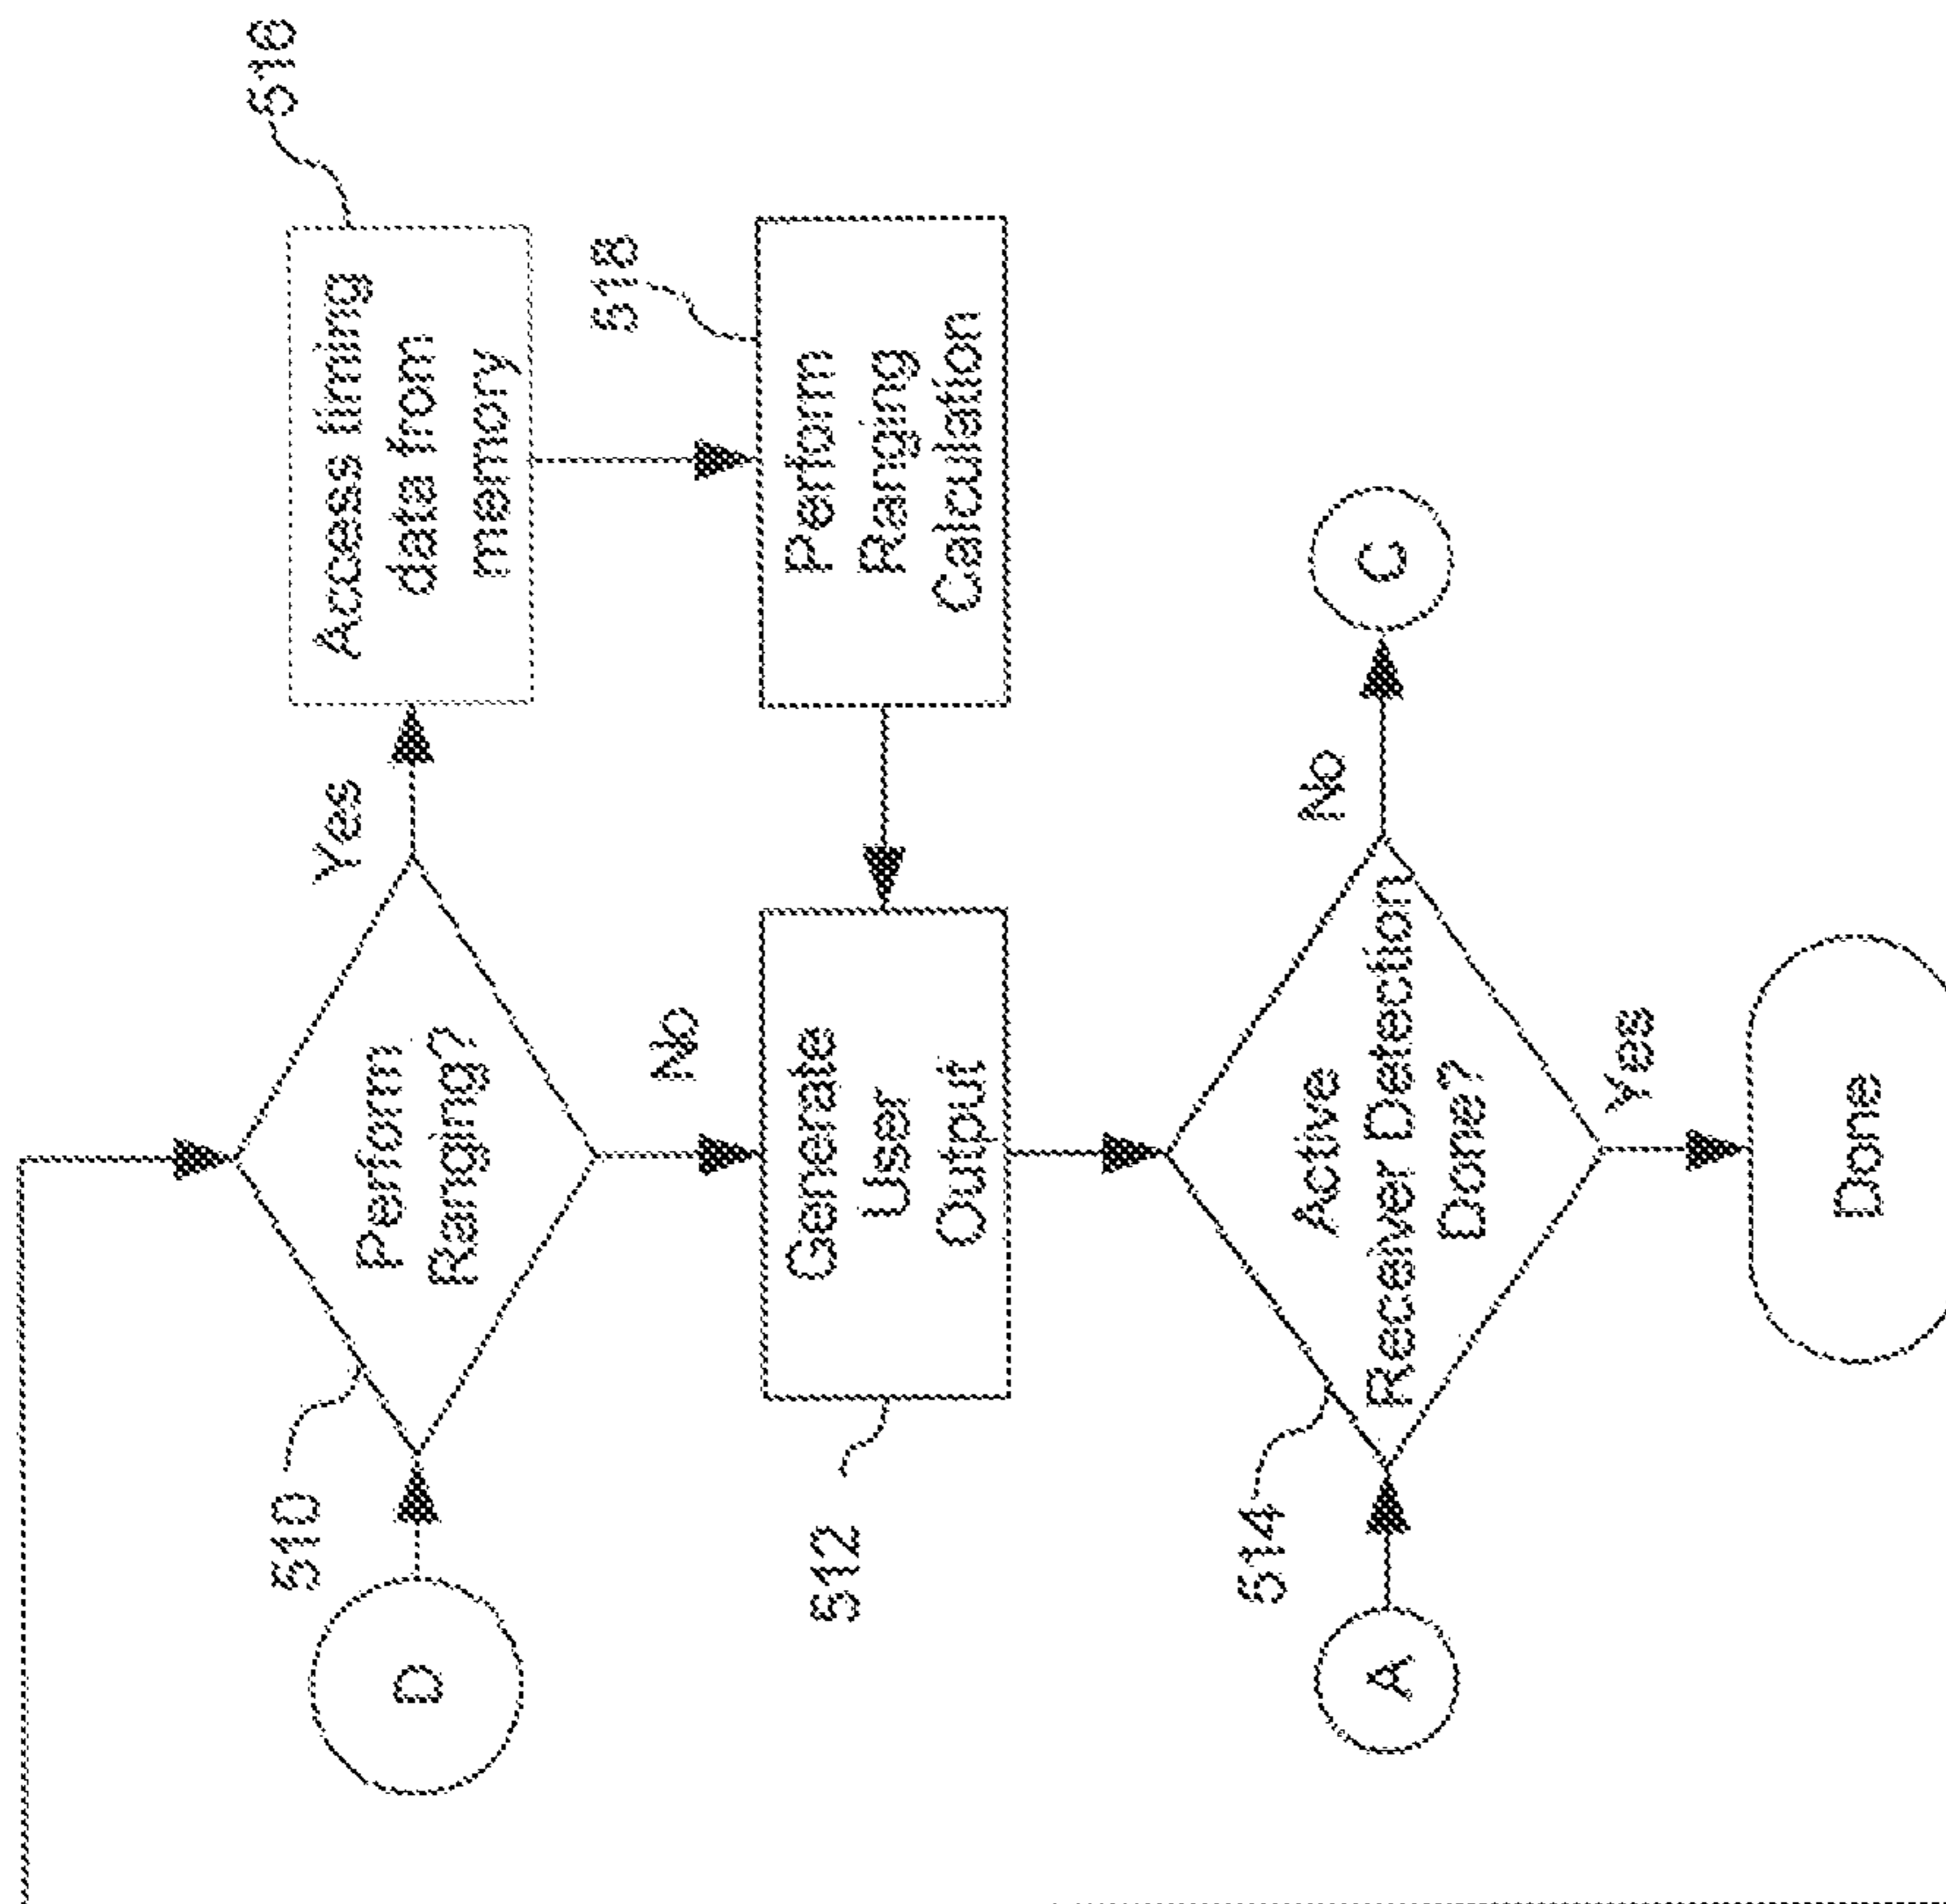 Perform
Ranging?
510
D
Yes
Access timing
data from
memory
516
No
Generate
User
Output
512
Perform
Ranging
Calculation
518
Active
Receiver Detection
Done?
514
A
No
C
Yes
Done